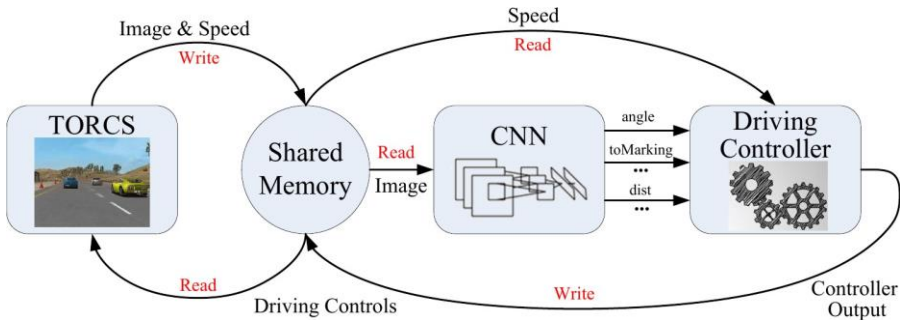 Image & Speed
Write
Speed
Read
TORCS
Shared
Memory
Read
Image
CNN
angle
toMarking
...
dist
...
Driving
Controller
Read
Driving Controls
Write
Controller
Output